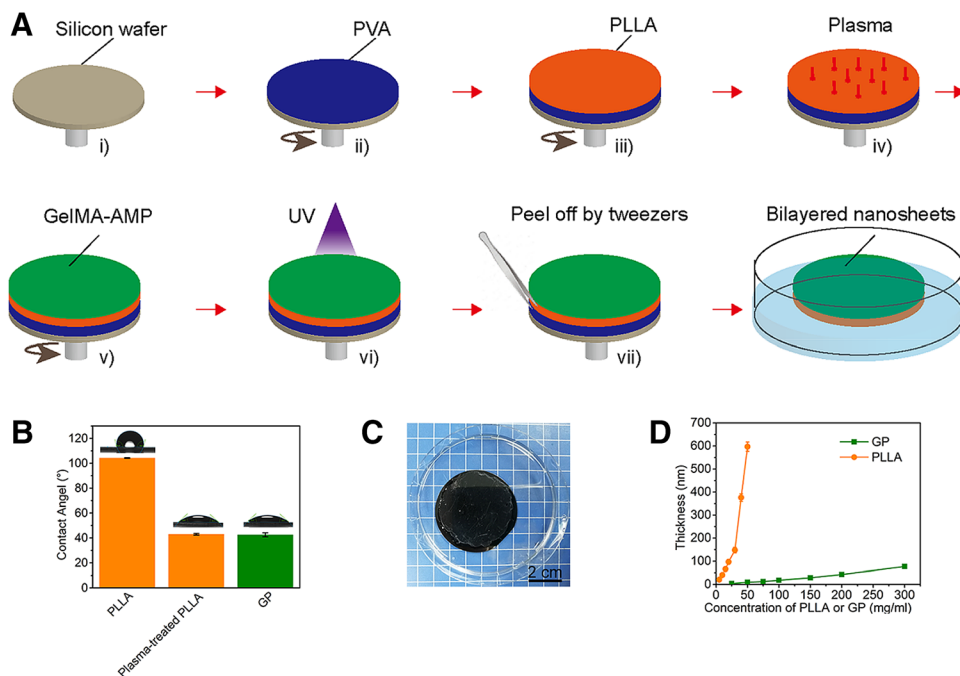 A
Silicon wafer
PVA
PLLA
Plasma
i)
ii)
iii)
iv)
GelMA-AMP
UV
Peel off by tweezers
Bilayered nanosheets
v)
vi)
vii)
B
Contact Angel (°)
120
100
80
60
40
20
0
PLLA
Plasma-treated PLLA
GP
C
2 cm
D
Thickness (nm)
700
600
500
400
300
200
100
0
GP
PLLA
0 50 100 150 200 250 300
Concentration of PLLA or GP (mg/ml)